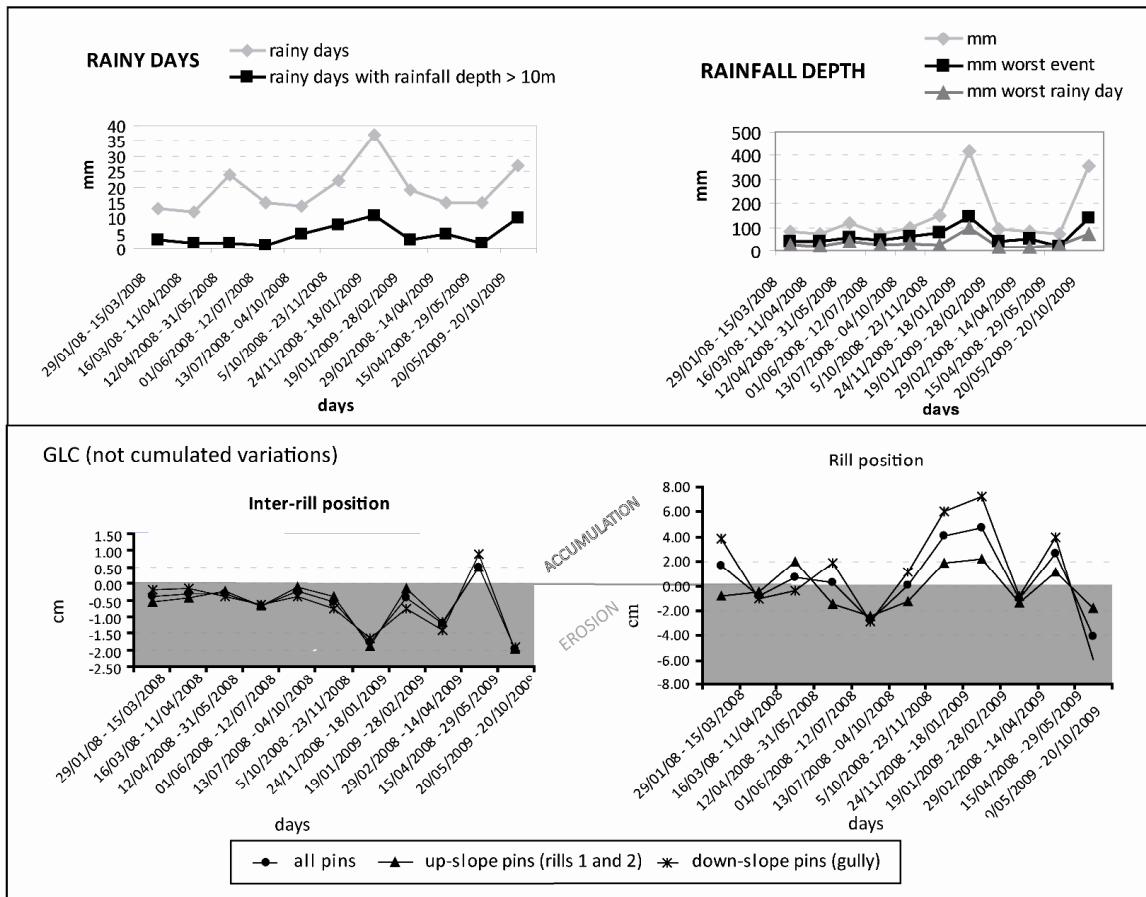 RAINY DAYS
rainy days
rainy days with rainfall depth > 10m
40
35
30
25
20
15
10
5
0
mm
29/01/08 - 15/03/2008
16/03/08 - 11/04/2008
12/04/2008 - 31/05/2008
01/06/2008 - 12/07/2008
13/07/2008 - 04/10/2008
5/10/2008 - 23/11/2008
24/11/2008 - 18/01/2009
19/01/2009 - 28/02/2009
29/02/2008 - 14/04/2009
15/04/2008 - 29/05/2009
20/05/2009 - 20/10/2009
days
RAINFALL DEPTH
mm
mm worst event
mm worst rainy day
500
400
300
200
100
0
mm
29/01/08 - 15/03/2008
16/03/08 - 11/04/2008
12/04/2008 - 31/05/2008
01/06/2008 - 12/07/2008
13/07/2008 - 04/10/2008
5/10/2008 - 23/11/2008
24/11/2008 - 18/01/2009
19/01/2009 - 28/02/2009
29/02/2008 - 14/04/2009
15/04/2008 - 29/05/2009
20/05/2009 - 20/10/2009
days
GLC (not cumulated variations)
Inter-rill position
1.50
1.00
0.50
0.00
-0.50
-1.00
-1.50
-2.00
-2.50
cm
29/01/08 - 15/03/2008
16/03/08 - 11/04/2008
12/04/2008 - 31/05/2008
01/06/2008 - 12/07/2008
13/07/2008 - 04/10/2008
5/10/2008 - 23/11/2008
24/11/2008 - 18/01/2009
19/01/2009 - 28/02/2009
29/02/2008 - 14/04/2009
15/04/2008 - 29/05/2009
20/05/2009 - 20/10/2009
days
ACCUMULATION
EROSION
Rill position
8.00
6.00
4.00
2.00
0.00
-2.00
-4.00
-6.00
-8.00
cm
29/01/08 - 15/03/2008
16/03/08 - 11/04/2008
12/04/2008 - 31/05/2008
01/06/2008 - 12/07/2008
13/07/2008 - 04/10/2008
5/10/2008 - 23/11/2008
24/11/2008 - 18/01/2009
19/01/2009 - 28/02/2009
29/02/2008 - 14/04/2009
15/04/2008 - 29/05/2009
0/05/2009 - 20/10/2009
days
all pins
up-slope pins (rills 1 and 2)
down-slope pins (gully)